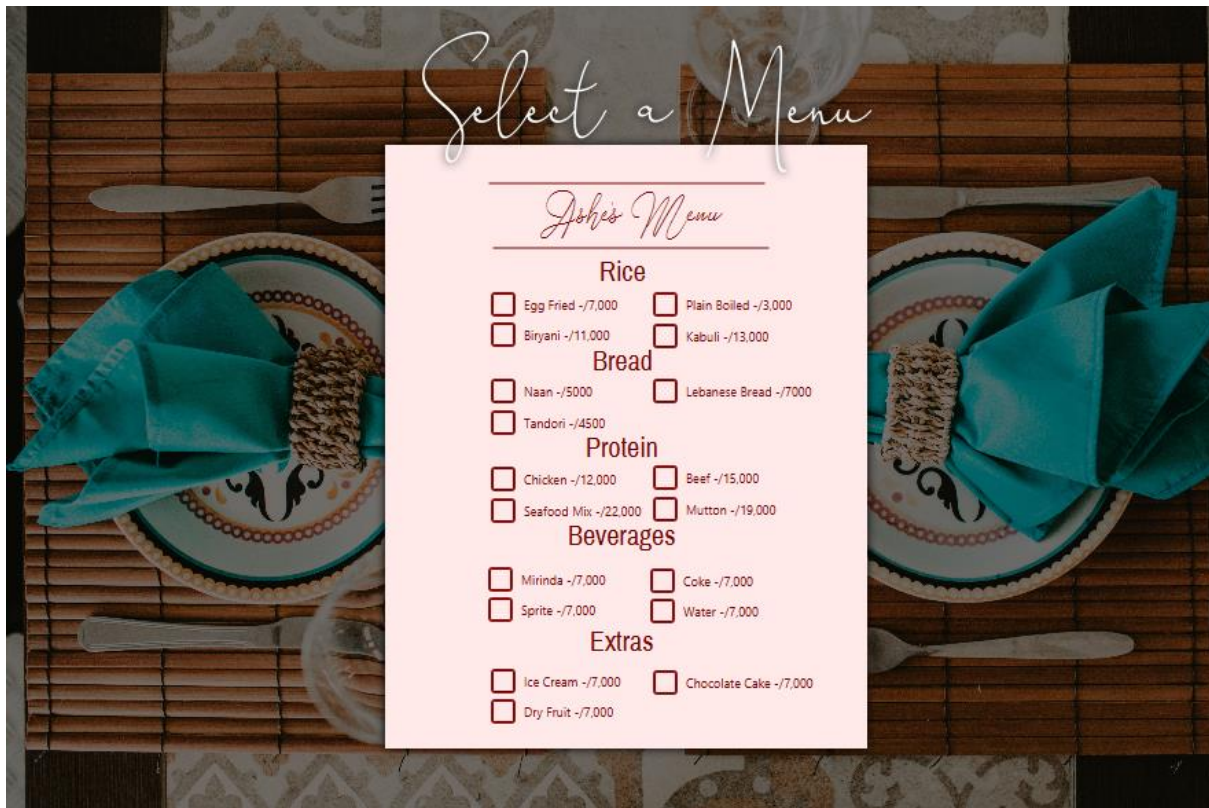 Select a Menu
Ashe's Menu
Rice
Egg Fried -/7,000 Plain Boiled -/3,000
Biryani -/11,000 Kabuli -/13,000
Bread
Naan -/5000 Lebanese Bread -/7000
Tandori -/4500
Protein
Chicken -/12,000 Beef -/15,000
Seafood Mix -/22,000 Mutton -/19,000
Beverages
Mirinda -/7,000 Coke -/7,000
Sprite -/7,000 Water -/7,000
Extras
Ice Cream -/7,000 Chocolate Cake -/7,000
Dry Fruit -/7,000